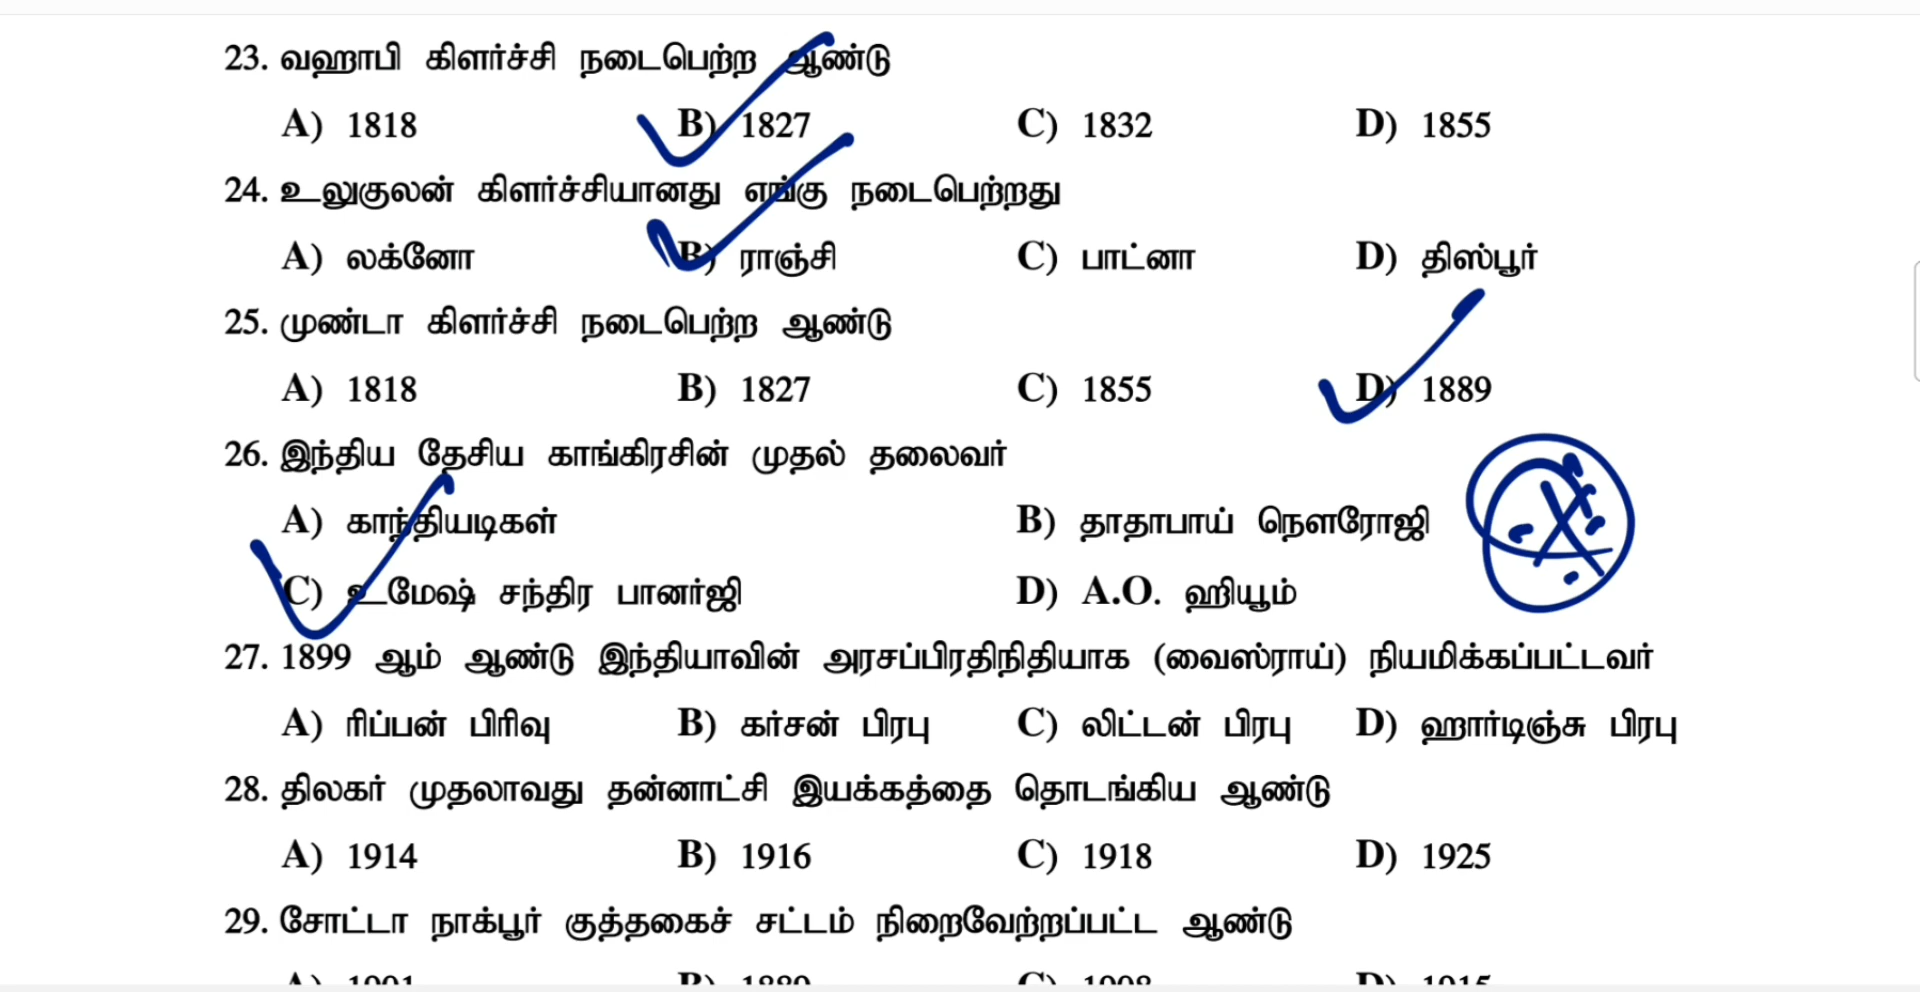 23. வஹாபி கிளர்ச்சி நடைபெற்ற ஆண்டு
A) 1818 B) 1827 C) 1832 D) 1855
24. உலுகுலன் கிளர்ச்சியானது எங்கு நடைபெற்றது
A) லக்னோ B) ராஞ்சி C) பாட்னா D) திஸ்பூர்
25. முண்டா கிளர்ச்சி நடைபெற்ற ஆண்டு
A) 1818 B) 1827 C) 1855 D) 1889
26. இந்திய தேசிய காங்கிரசின் முதல் தலைவர்
A) காந்தியடிகள் B) தாதாபாய் நௌரோஜி
C) உமேஷ் சந்திர பானர்ஜி D) A.O. ஹியூம்
27. 1899 ஆம் ஆண்டு இந்தியாவின் அரசப்பிரதிநிதியாக (வைஸ்ராய்) நியமிக்கப்பட்டவர்
A) ரிப்பன் பிரிவு B) கர்சன் பிரபு C) லிட்டன் பிரபு D) ஹார்டிஞ்சு பிரபு
28. திலகர் முதலாவது தன்னாட்சி இயக்கத்தை தொடங்கிய ஆண்டு
A) 1914 B) 1916 C) 1918 D) 1925
29. சோட்டா நாக்பூர் குத்தகைச் சட்டம் நிறைவேற்றப்பட்ட ஆண்டு